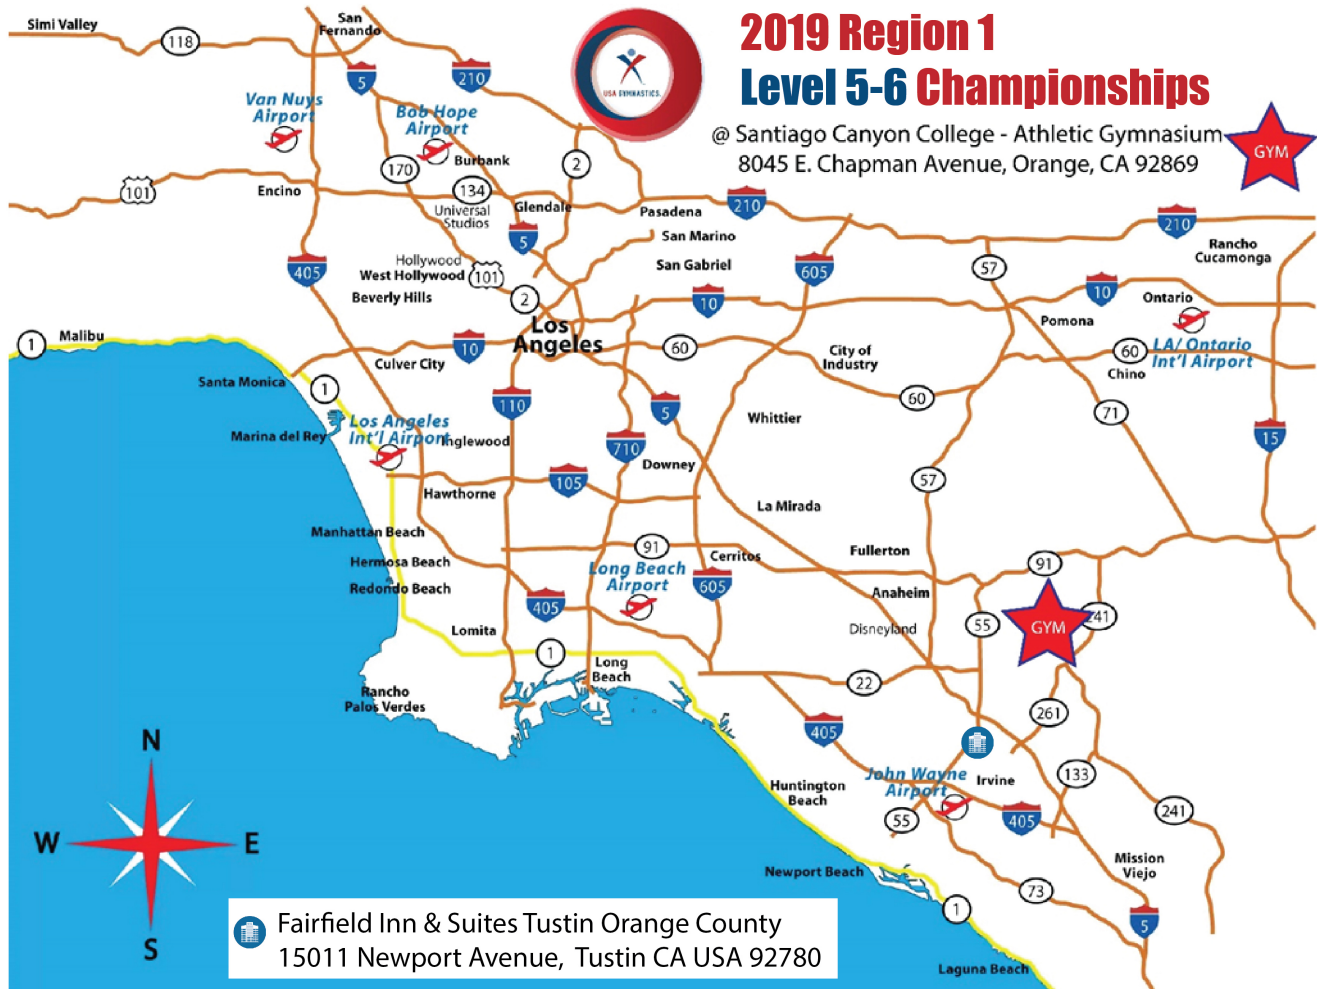 2019 Region 1
Level 5-6 Championships
@ Santiago Canyon College - Athletic Gymnasium
8045 E. Chapman Avenue, Orange, CA 92869
GYM
USA GYMNASTICS
Simi Valley
118
San
Fernando
5
210
Van Nuys
Airport
Bob Hope
Airport
Burbank
170
2
101
Encino
134
Universal
Studios
Glendale
Pasadena
210
210
5
San Marino
Rancho
Cucamonga
405
Hollywood
West Hollywood
101
San Gabriel
605
57
Beverly Hills
2
10
10
Ontario
Malibu
1
Los
Angeles
Pomona
10
60
City of
Industry
60
LA/ Ontario
Int'l Airport
Culver City
Chino
Santa Monica
1
110
5
60
71
Whittier
Marina del Rey
Los Angeles
Int'l Airport
Inglewood
710
15
Downey
Hawthorne
105
57
La Mirada
Manhattan Beach
91
Cerritos
Fullerton
91
Hermosa Beach
Long Beach
Airport
Redondo Beach
605
Anaheim
405
Lomita
Disneyland
55
GYM
241
1
Long
Beach
22
Rancho
Palos Verdes
261
405
N
John Wayne
Airport
Irvine
133
Huntington
Beach
55
405
241
W
E
Mission
Viejo
Newport Beach
73
1
5
S
Fairfield Inn & Suites Tustin Orange County
15011 Newport Avenue, Tustin CA USA 92780
Laguna Beach